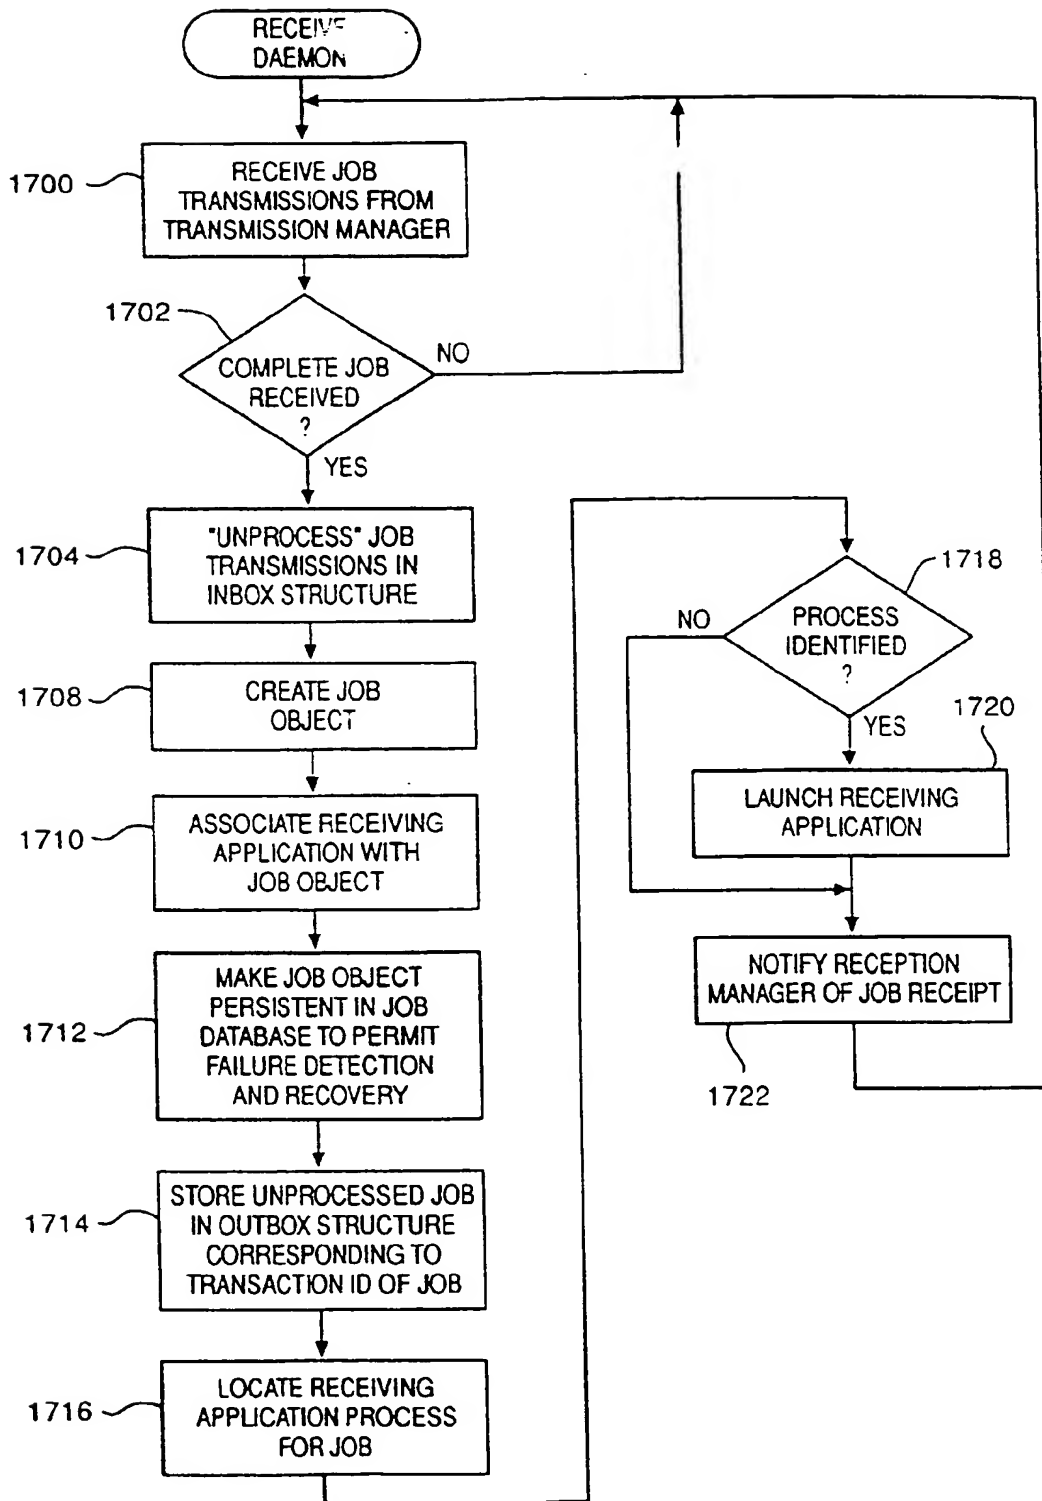 RECEIVE
DAEMON
1700
RECEIVE JOB
TRANSMISSIONS FROM
TRANSMISSION MANAGER
1702
COMPLETE JOB
RECEIVED
?
NO
YES
1704
"UNPROCESS" JOB
TRANSMISSIONS IN
INBOX STRUCTURE
1708
CREATE JOB
OBJECT
1710
ASSOCIATE RECEIVING
APPLICATION WITH
JOB OBJECT
1712
MAKE JOB OBJECT
PERSISTENT IN JOB
DATABASE TO PERMIT
FAILURE DETECTION
AND RECOVERY
1714
STORE UNPROCESSED JOB
IN OUTBOX STRUCTURE
CORRESPONDING TO
TRANSACTION ID OF JOB
1716
LOCATE RECEIVING
APPLICATION PROCESS
FOR JOB
1718
PROCESS
IDENTIFIED
?
NO
YES
1720
LAUNCH RECEIVING
APPLICATION
NOTIFY RECEPTION
MANAGER OF JOB RECEIPT
1722